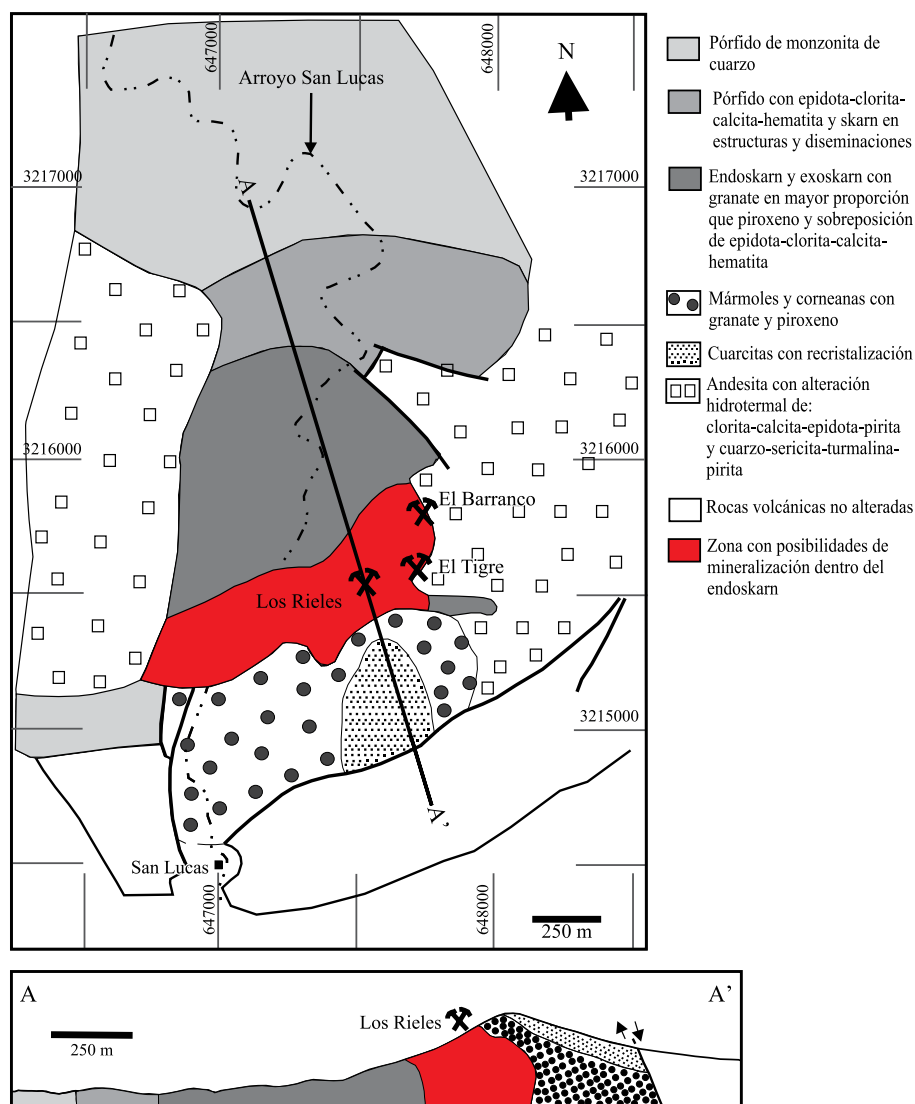 647000
648000
N
Arroyo San Lucas
3217000
3217000
A
3216000
3216000
El Barranco
El Tigre
Los Rieles
3215000
A’
San Lucas
647000
648000
250 m
Pórfido de monzonita de
cuarzo
Pórfido con epidota-clorita-
calcita-hematita y skarn en
estructuras y diseminaciones
Endoskarn y exoskarn con
granate en mayor proporción
que piroxeno y sobreposición
de epidota-clorita-calcita-
hematita
Mármoles y corneanas con
granate y piroxeno
Cuarcitas con recristalización
Andesita con alteración
hidrotermal de:
clorita-calcita-epidota-pirita
y cuarzo-sericita-turmalina-
pirita
Rocas volcánicas no alteradas
Zona con posibilidades de
mineralización dentro del
endoskarn
A
A’
Los Rieles
250 m